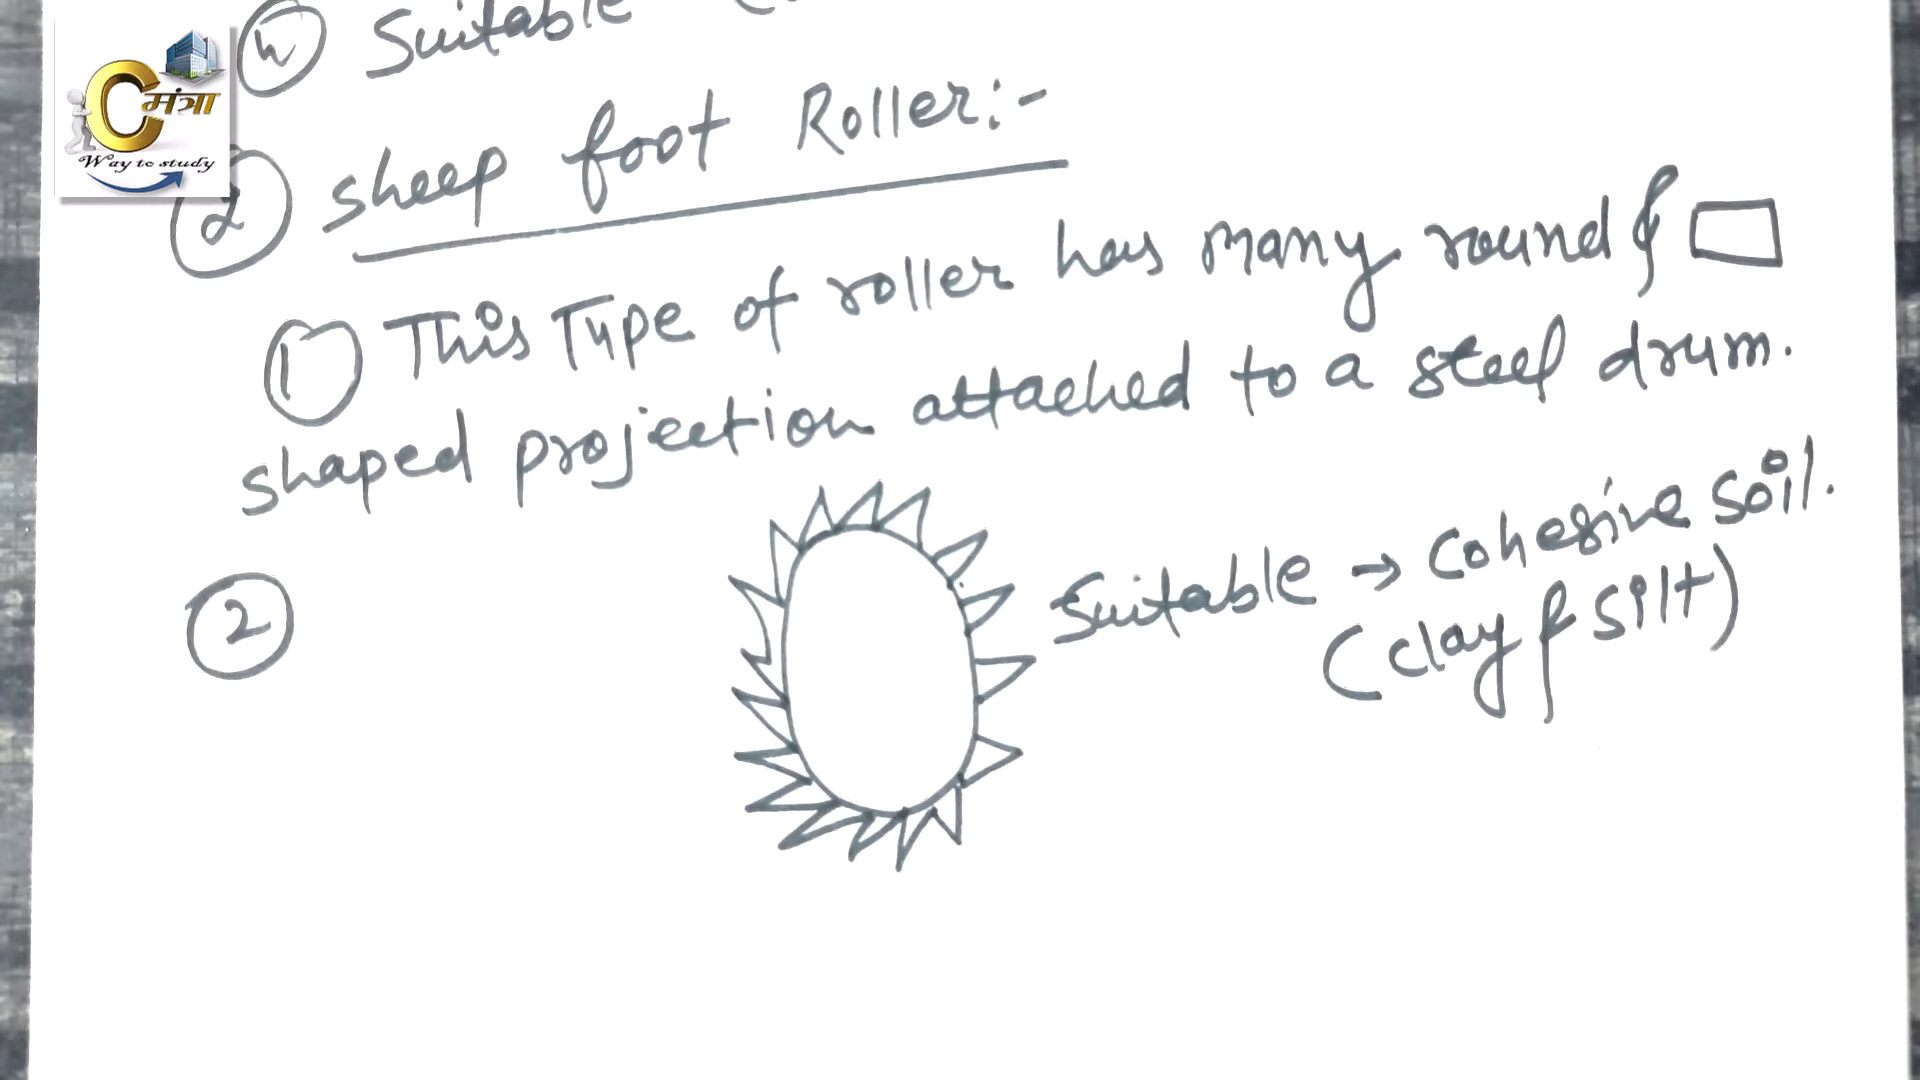 ④ Suitable
C मंत्रा
Way to study
② sheep foot Roller:-
① This Type of roller has many round & ▭
shaped projection attached to a steel drum.
②
Suitable → Cohesive soil.
(clay & silt)